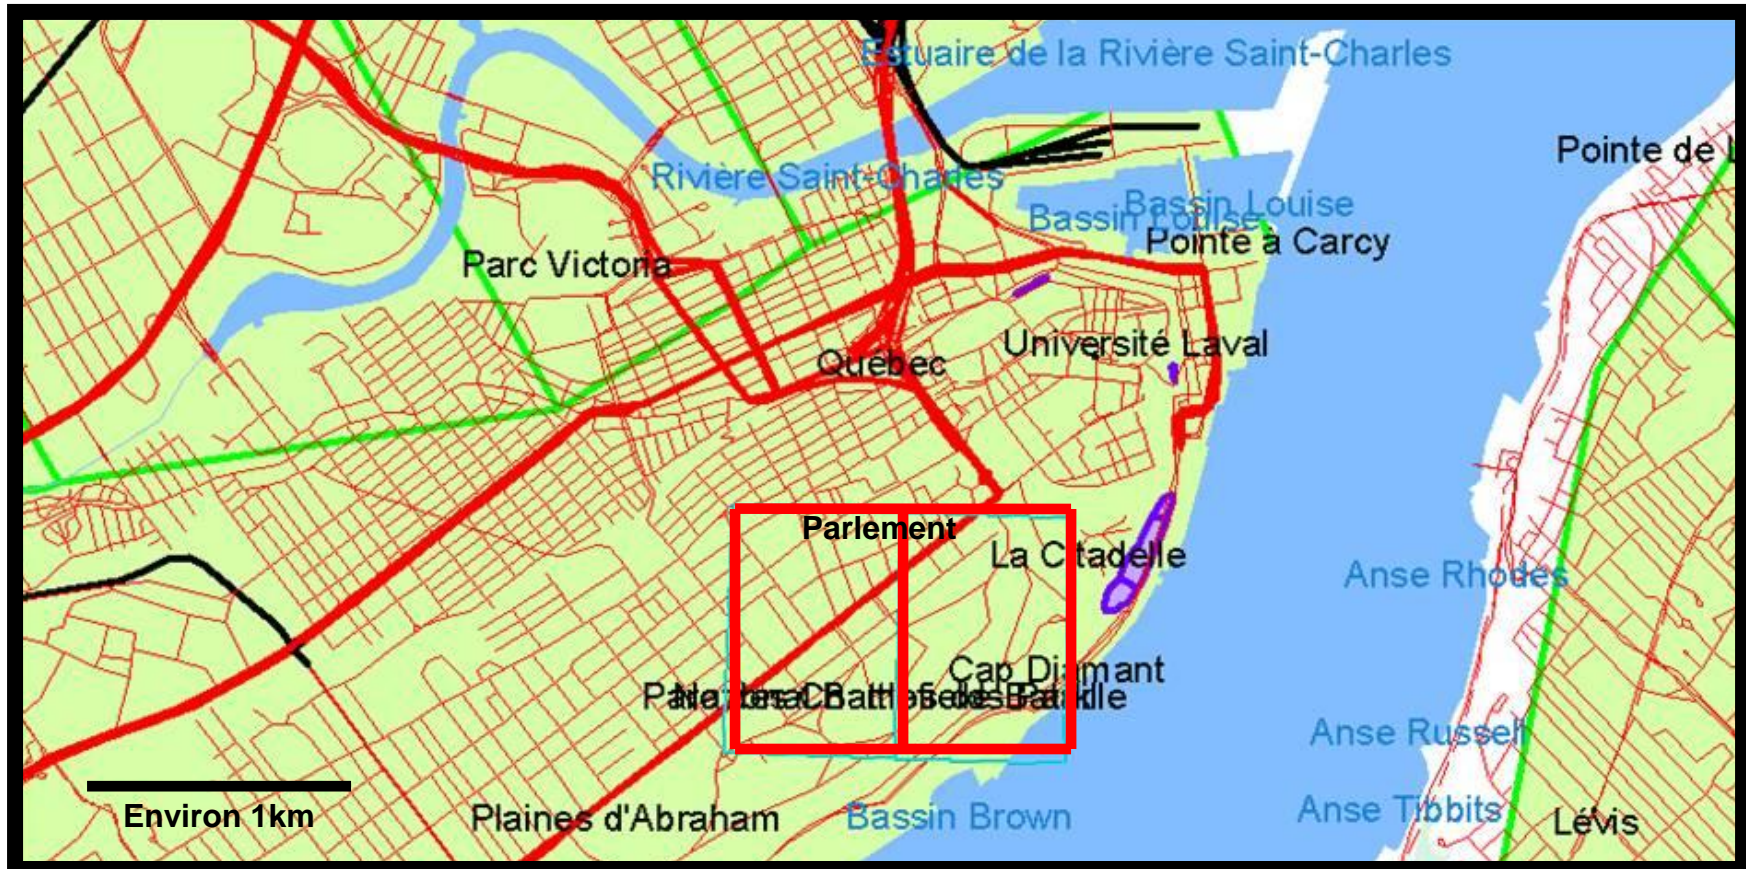 Estuaire de la Rivière Saint-Charles
Pointe de L
Rivière Saint-Charles
Bassin Louise
Bassin Louise
Pointe à Carcy
Parc Victoria
Université Laval
Québec
Parlement
La Citadelle
Anse Rhodes
Cap Diamant
Anse Russell
Environ 1km
Plaines d'Abraham
Bassin Brown
Anse Tibbits
Lévis